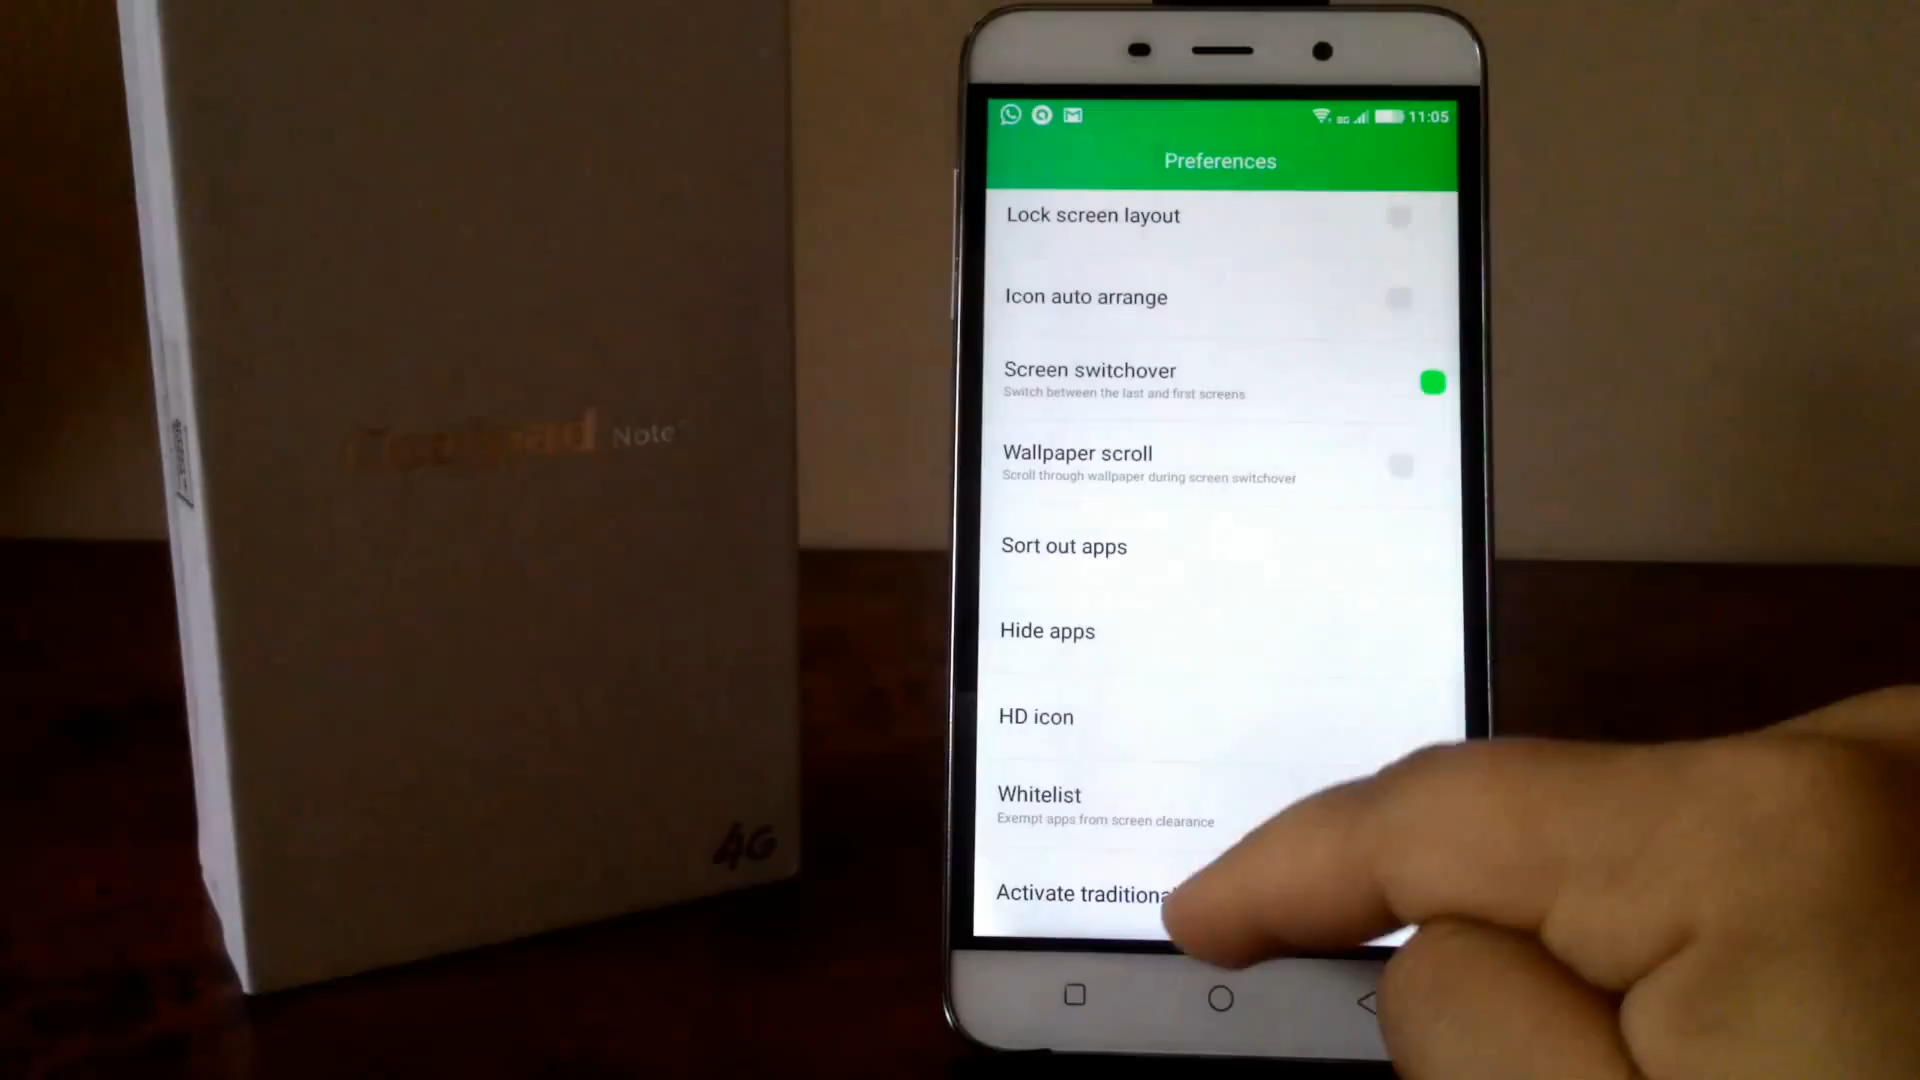 Note
4G
11:05
Preferences
Lock screen layout
Icon auto arrange
Screen switchover
Switch between the last and first screens
Wallpaper scroll
Scroll through wallpaper during screen switchover
Sort out apps
Hide apps
HD icon
Whitelist
Exempt apps from screen clearance
Activate traditional